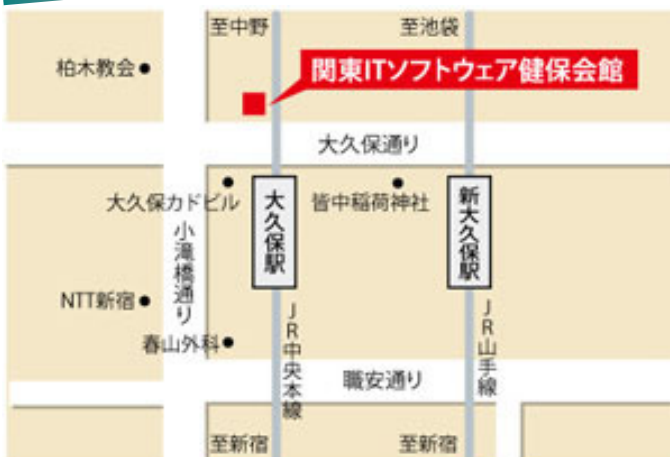 至中野
至池袋
柏木教会
関東ITソフトウェア健保会館
大久保通り
大久保カドビル
大久保駅
皆中稲荷神社
新大久保駅
小滝橋通り
NTT新宿
春山外科
JR中央本線
JR山手線
職安通り
至新宿
至新宿